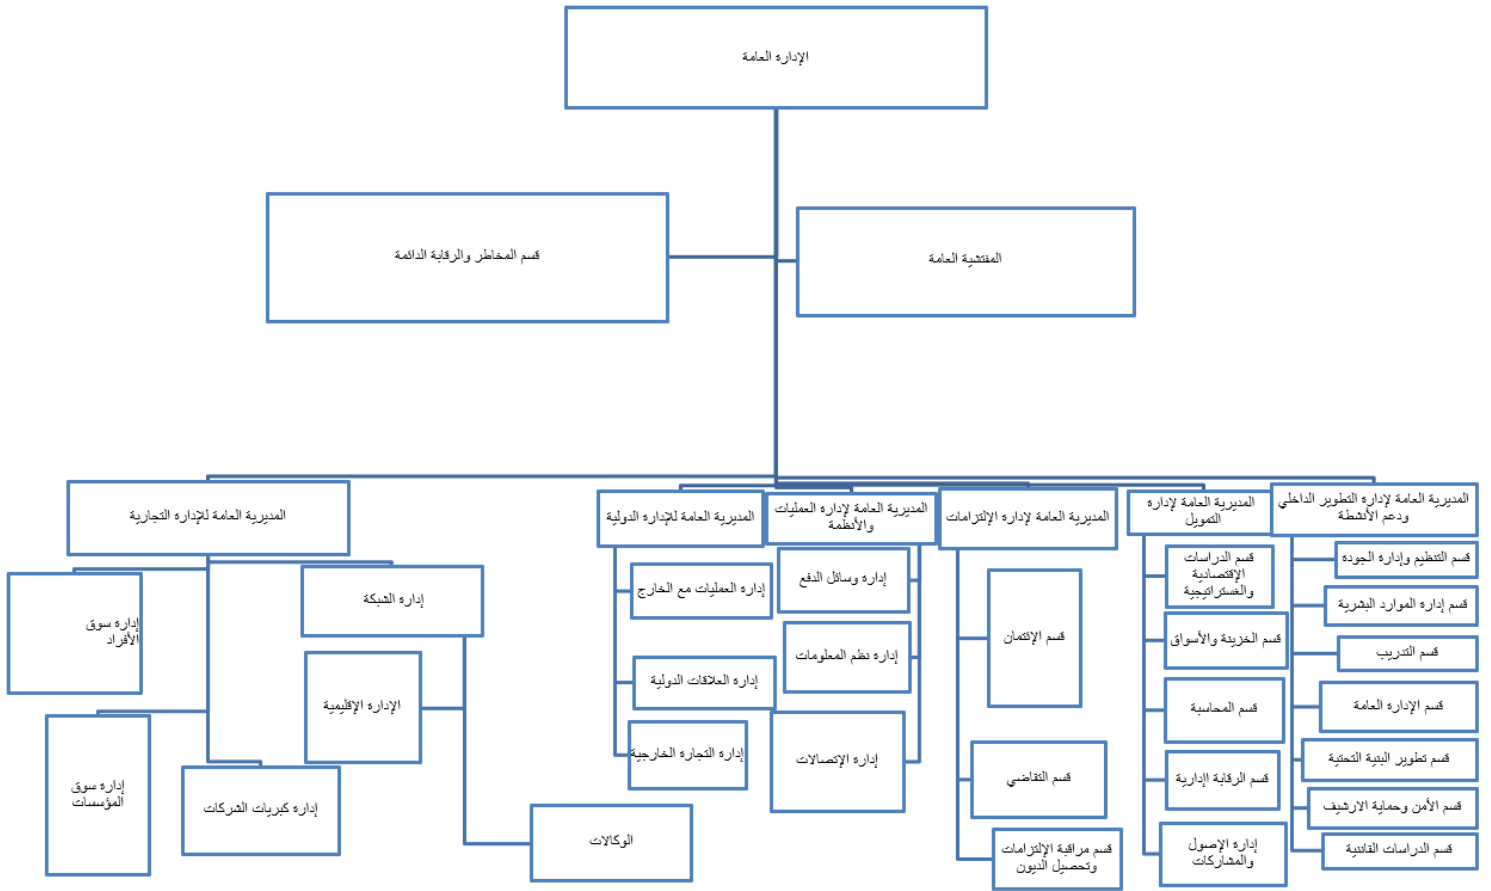 الإدارة العامة
المفتشية العامة
قسم المخاطر والرقابة الدائمة
المديرية العامة لإدارة التطوير الداخلي
ودعم الأنشطة
قسم التنظيم وإدارة الجودة
قسم إدارة الموارد البشرية
قسم التدريب
قسم الإدارة العامة
قسم تطوير البنية التحتية
قسم الأمن وحماية الارشيف
قسم الدراسات القاننية
المديرية العامة لإدارة
التمويل
قسم الدراسات
الإقتصادية
والغستراتيجية
قسم الخزينة والأسواق
قسم المحاسبة
قسم الرقابة اإدارية
إدارة الإصول
والمشاركات
المديرية العامة لإدارة الإلتزامات
قسم الإئتمان
قسم التقاضي
قسم مراقبة الإلتزامات
وتحصيل الديون
المديرية العامة لإدارة العمليات
والأنظمة
إدارة وسائل الدفع
إدارة نظم المعلومات
إدارة الإتصالات
المديرية العامة للإدارة الدولية
إدارة العمليات مع الخارج
إدارة العلاقات الدولية
إدارة التجارة الخارجية
المديرية العامة للإدارة التجارية
إدارة الشبكة
الإدارة الإقليمية
الوكالات
إدارة سوق
الأفراد
إدارة سوق
المؤسسات
إدارة كبريات الشركات